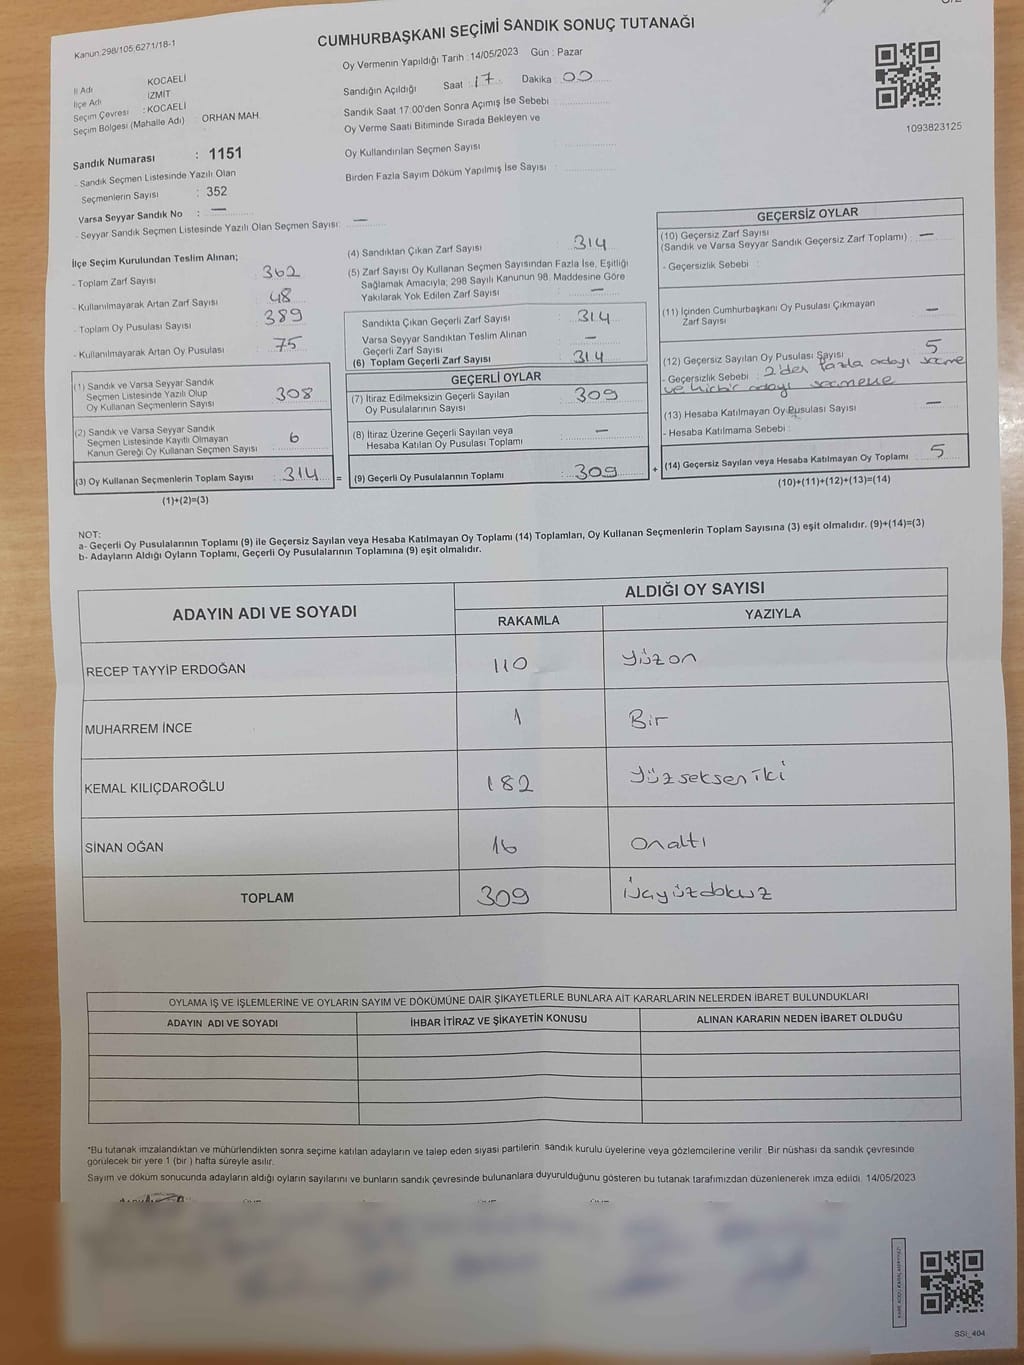 Kanun 298/105,6271/18-1
CUMHURBAŞKANI SEÇİMİ SANDIK SONUÇ TUTANAĞI
Oy Vermenin Yapıldığı Tarih : 14/05/2023 Gün : Pazar
İl Adı KOCAELİ
İlçe Adı İZMİT
Seçim Çevresi : KOCAELİ
Seçim Bölgesi (Mahalle Adı) ORHAN MAH.
Sandığın Açıldığı Saat : 17 Dakika 00
Sandık Saat 17:00'den Sonra Açımış İse Sebebi
Oy Verme Saati Bitiminde Sırada Bekleyen ve
Oy Kullandırılan Seçmen Sayısı
Birden Fazla Sayım Döküm Yapılmış İse Sayısı
1093823125
Sandık Numarası : 1151
- Sandık Seçmen Listesinde Yazılı Olan
Seçmenlerin Sayısı : 352
Varsa Seyyar Sandık No : —
- Seyyar Sandık Seçmen Listesinde Yazılı Olan Seçmen Sayısı: —
İlçe Seçim Kurulundan Teslim Alınan;
- Toplam Zarf Sayısı : 362
- Kullanılmayarak Artan Zarf Sayısı : 48
- Toplam Oy Pusulası Sayısı : 389
- Kullanılmayarak Artan Oy Pusulası : 75
(1) Sandık ve Varsa Seyyar Sandık
Seçmen Listesinde Yazılı Olup
Oy Kullanan Seçmenlerin Sayısı : 308
(2) Sandık ve Varsa Seyyar Sandık
Seçmen Listesinde Kayıtlı Olmayan
Kanun Gereği Oy Kullanan Seçmen Sayısı : 6
(3) Oy Kullanan Seçmenlerin Toplam Sayısı : 314 =
(1)+(2)=(3)
(4) Sandıktan Çıkan Zarf Sayısı : 314
(5) Zarf Sayısı Oy Kullanan Seçmen Sayısından Fazla İse, Eşitliği
Sağlamak Amacıyla; 298 Sayılı Kanunun 98. Maddesine Göre
Yakılarak Yok Edilen Zarf Sayısı : —
Sandıkta Çıkan Geçerli Zarf Sayısı : 314
Varsa Seyyar Sandıktan Teslim Alınan
Geçerli Zarf Sayısı : —
(6) Toplam Geçerli Zarf Sayısı : 314
GEÇERLİ OYLAR
(7) İtiraz Edilmeksizin Geçerli Sayılan
Oy Pusulalarının Sayısı : 309
(8) İtiraz Üzerine Geçerli Sayılan veya
Hesaba Katılan Oy Pusulası Toplamı : —
(9) Geçerli Oy Pusulalarının Toplamı : 309 +
GEÇERSİZ OYLAR
(10) Geçersiz Zarf Sayısı
(Sandık ve Varsa Seyyar Sandık Geçersiz Zarf Toplamı) : —
- Geçersizlik Sebebi :
(11) İçinden Cumhurbaşkanı Oy Pusulası Çıkmayan
Zarf Sayısı : —
(12) Geçersiz Sayılan Oy Pusulası Sayısı : 5
- Geçersizlik Sebebi : 2'den fazla adayı seçme
ve hiçbir adayı seçmeme
(13) Hesaba Katılmayan Oy Pusulası Sayısı : —
- Hesaba Katılmama Sebebi :
(14) Geçersiz Sayılan veya Hesaba Katılmayan Oy Toplamı : 5
(10)+(11)+(12)+(13)=(14)
NOT:
a- Geçerli Oy Pusulalarının Toplamı (9) ile Geçersiz Sayılan veya Hesaba Katılmayan Oy Toplamı (14) Toplamları, Oy Kullanan Seçmenlerin Toplam Sayısına (3) eşit olmalıdır. (9)+(14)=(3)
b- Adayların Aldığı Oyların Toplamı, Geçerli Oy Pusulalarının Toplamına (9) eşit olmalıdır.
ADAYIN ADI VE SOYADI ALDIĞI OY SAYISI
RAKAMLA YAZIYLA
RECEP TAYYİP ERDOĞAN 110 Yüzon
MUHARREM İNCE 1 Bir
KEMAL KILIÇDAROĞLU 182 Yüzseksen iki
SİNAN OĞAN 16 Onaltı
TOPLAM 309 üçyüzdokuz
OYLAMA İŞ VE İŞLEMLERİNE VE OYLARIN SAYIM VE DÖKÜMÜNE DAİR ŞİKAYETLERLE BUNLARA AİT KARARLARIN NELERDEN İBARET BULUNDUKLARI
ADAYIN ADI VE SOYADI İHBAR İTİRAZ VE ŞİKAYETİN KONUSU ALINAN KARARIN NEDEN İBARET OLDUĞU
*Bu tutanak imzalandıktan ve mühürlendikten sonra seçime katılan adayların ve talep eden siyasi partilerin sandık kurulu üyelerine veya gözlemcilerine verilir. Bir nüshası da sandık çevresinde
görülecek bir yere 1 (bir ) hafta süreyle asılır.
Sayım ve döküm sonucunda adayların aldığı oyların sayılarını ve bunların sandık çevresinde bulunanlara duyurulduğunu gösteren bu tutanak tarafımızdan düzenlenerek imza edildi. 14/05/2023
SSİ_404